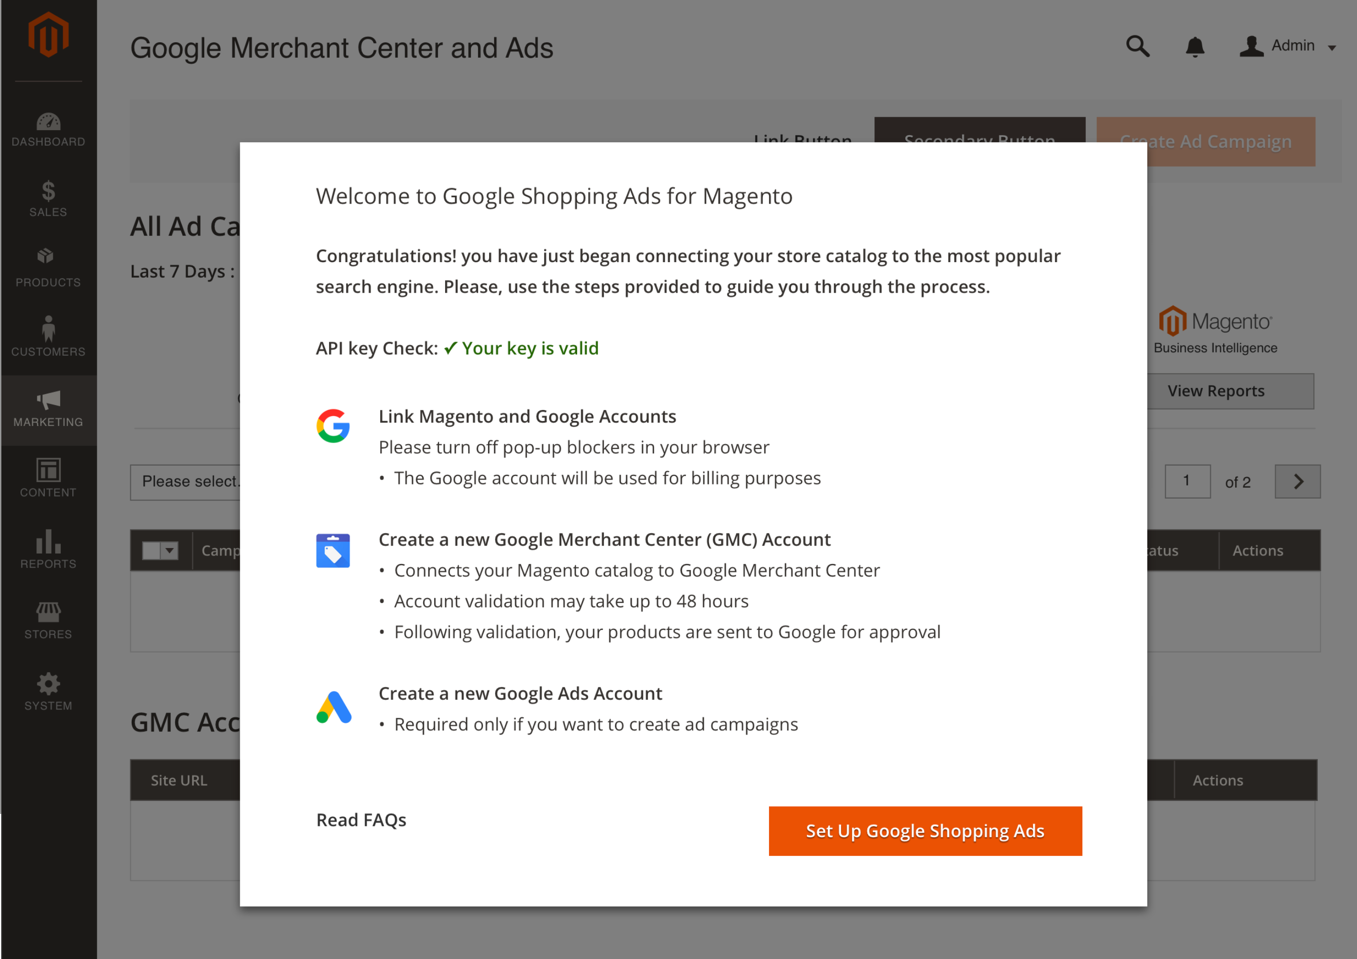 Google Merchant Center and Ads
Admin
DASHBOARD
SALES
PRODUCTS
CUSTOMERS
MARKETING
CONTENT
REPORTS
STORES
SYSTEM
Link Button
Secondary Button
Create Ad Campaign
All Ad Ca
Last 7 Days :
Magento
Business Intelligence
View Reports
Please select.
1
of 2
Camp
atus
Actions
GMC Acc
Site URL
Actions
Welcome to Google Shopping Ads for Magento
Congratulations! you have just began connecting your store catalog to the most popular
search engine. Please, use the steps provided to guide you through the process.
API key Check: ✓ Your key is valid
Link Magento and Google Accounts
Please turn off pop-up blockers in your browser
• The Google account will be used for billing purposes
Create a new Google Merchant Center (GMC) Account
• Connects your Magento catalog to Google Merchant Center
• Account validation may take up to 48 hours
• Following validation, your products are sent to Google for approval
Create a new Google Ads Account
• Required only if you want to create ad campaigns
Read FAQs
Set Up Google Shopping Ads